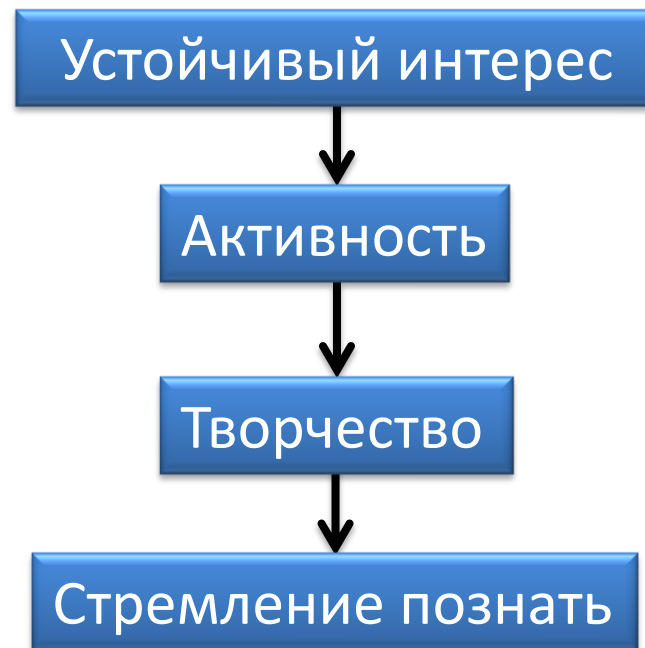 Устойчивый интерес
Активность
Творчество
Стремление познать